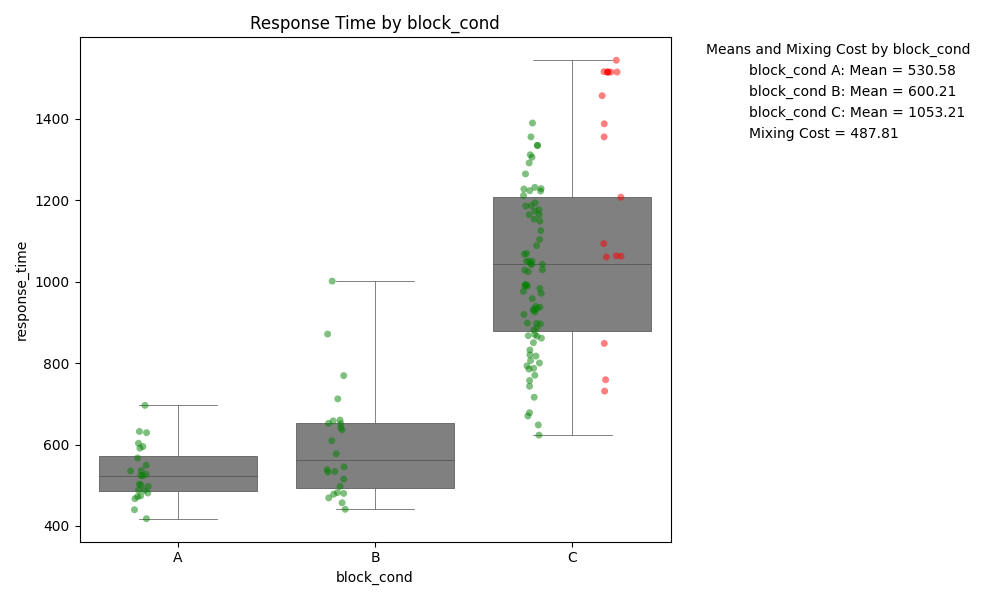 Response Time by block_cond
Means and Mixing Cost by block_cond
block_cond A: Mean = 530.58
block_cond B: Mean = 600.21
block_cond C: Mean = 1053.21
Mixing Cost = 487.81
response_time
1400
1200
1000
800
600
400
A B C
block_cond